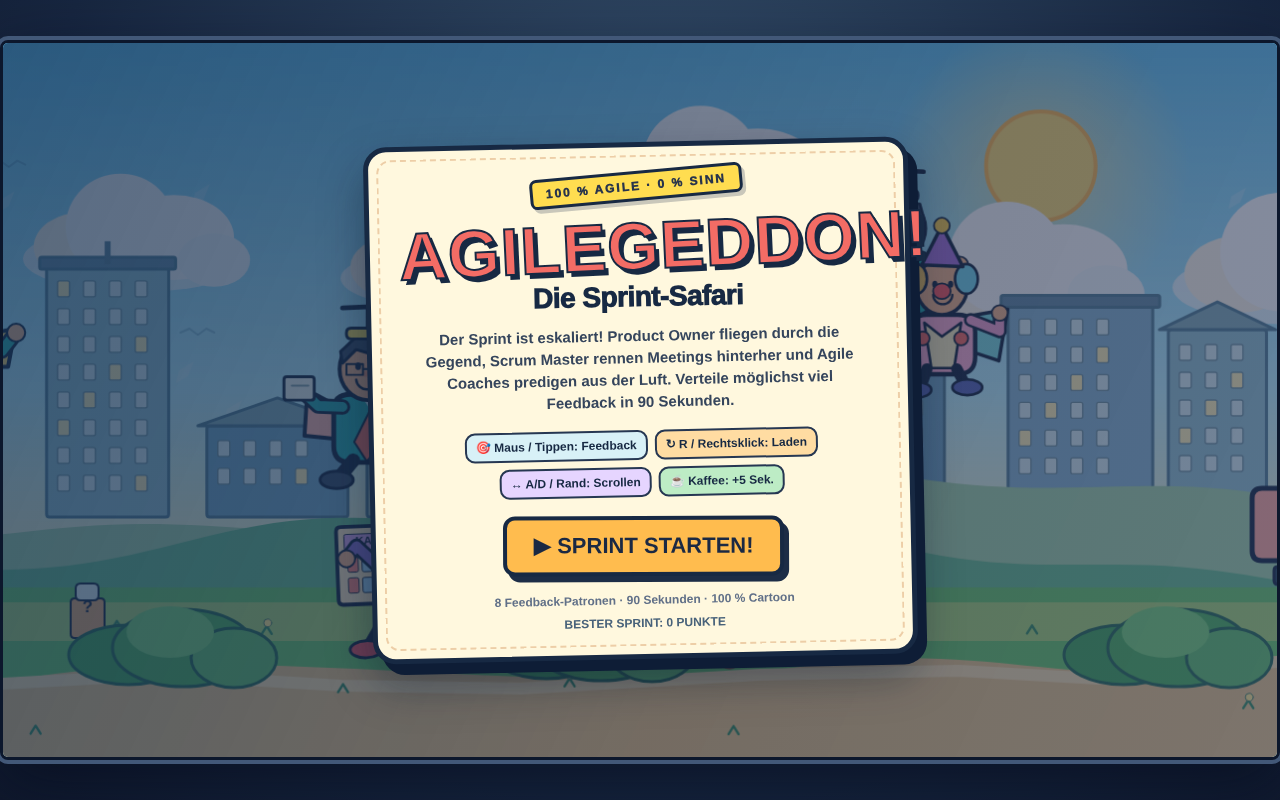 100 % AGILE · 0 % SINN
AGILEGEDDON!
Die Sprint-Safari
Der Sprint ist eskaliert! Product Owner fliegen durch die
Gegend, Scrum Master rennen Meetings hinterher und Agile
Coaches predigen aus der Luft. Verteile möglichst viel
Feedback in 90 Sekunden.
🎯 Maus / Tippen: Feedback
↻ R / Rechtsklick: Laden
↔ A/D / Rand: Scrollen
☕ Kaffee: +5 Sek.
▶ SPRINT STARTEN!
8 Feedback-Patronen · 90 Sekunden · 100 % Cartoon
BESTER SPRINT: 0 PUNKTE
?